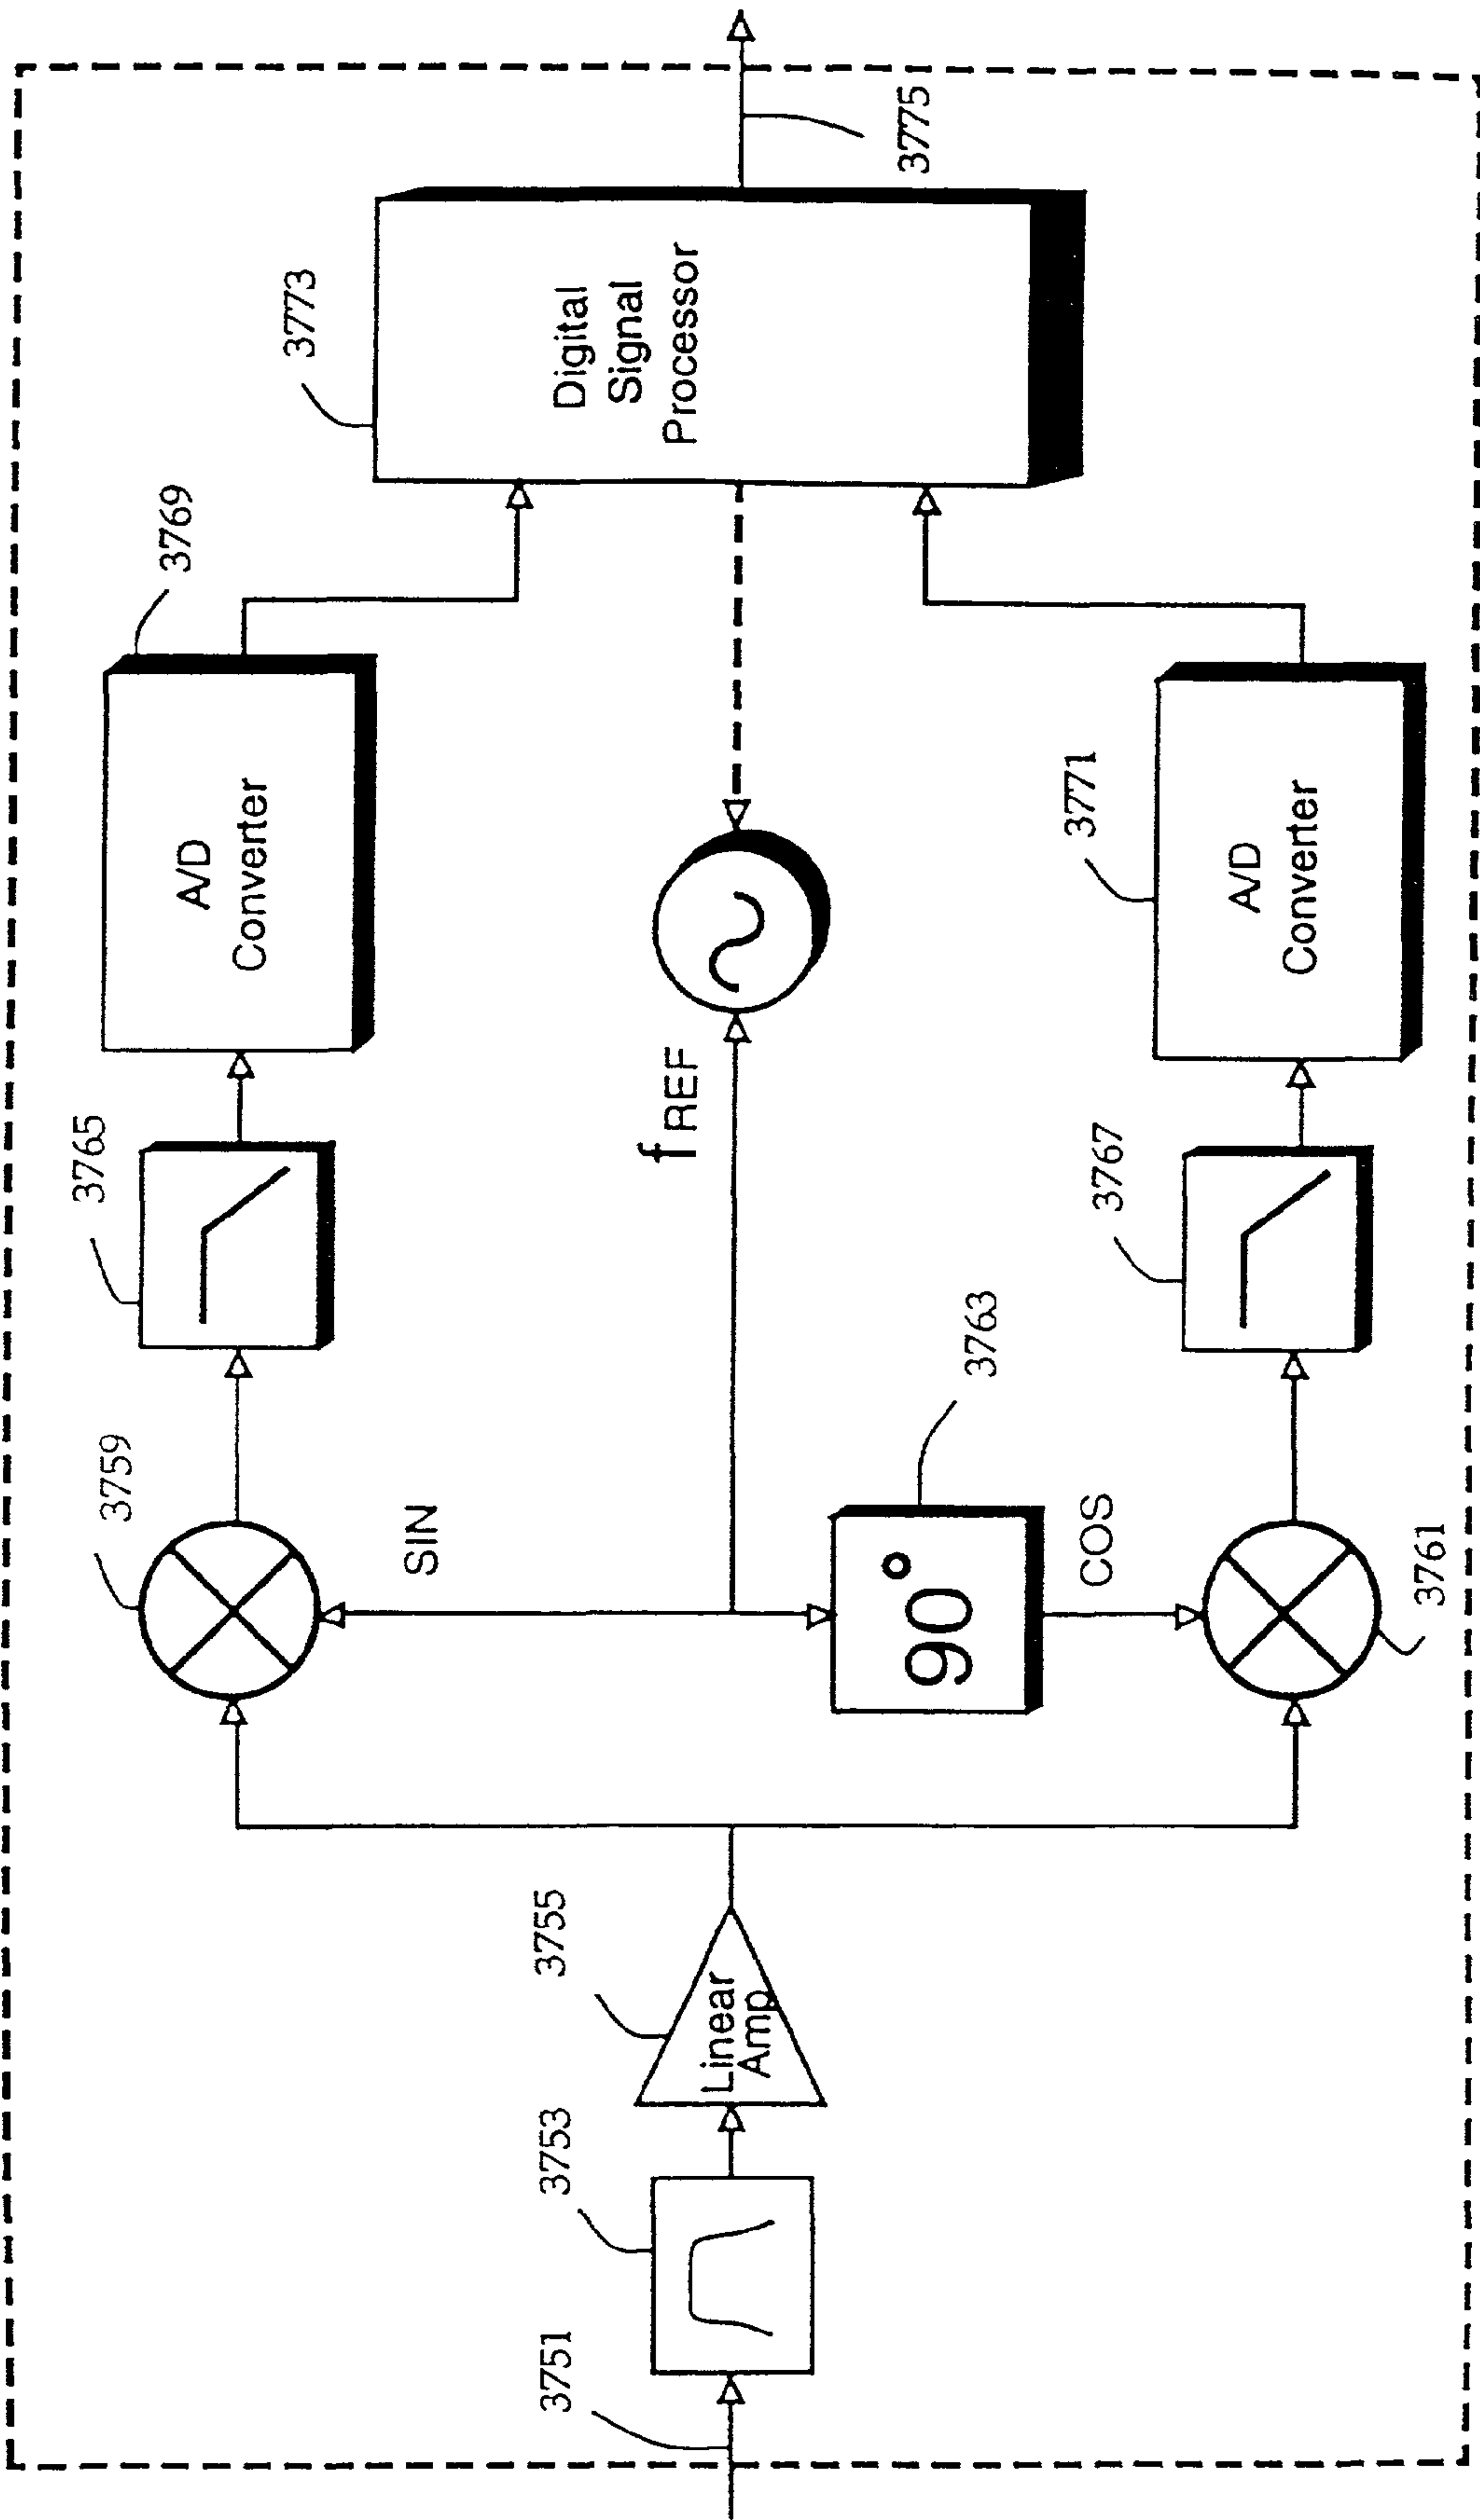 3751
3753
3755
Linear
Amp
3759
SIN
90°
3763
COS
3761
3765
fREF
3767
3769
A/D
Converter
3771
A/D
Converter
3773
Digital
Signal
Processor
3775